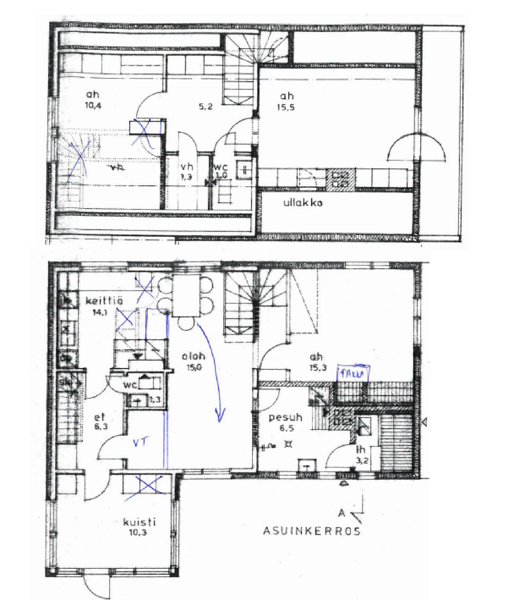 ah
10,4
5,2
ah
15,5
vh
vh
1,3
wc
1,0
ullakko
keittiö
14,1
oloh
15,0
ah
15,3
TAKKA
wc
1,3
et
6,3
VT
pesuh
6,5
lh
3,2
kuisti
10,3
A
ASUINKERROS